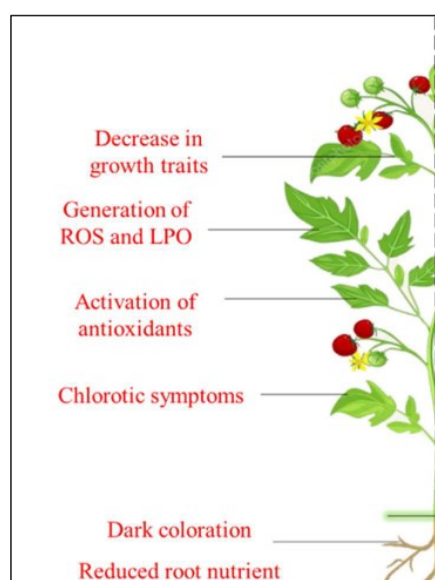 Decrease in
growth traits
Generation of
ROS and LPO
Activation of
antioxidants
Chlorotic symptoms
Dark coloration
Reduced root nutrient